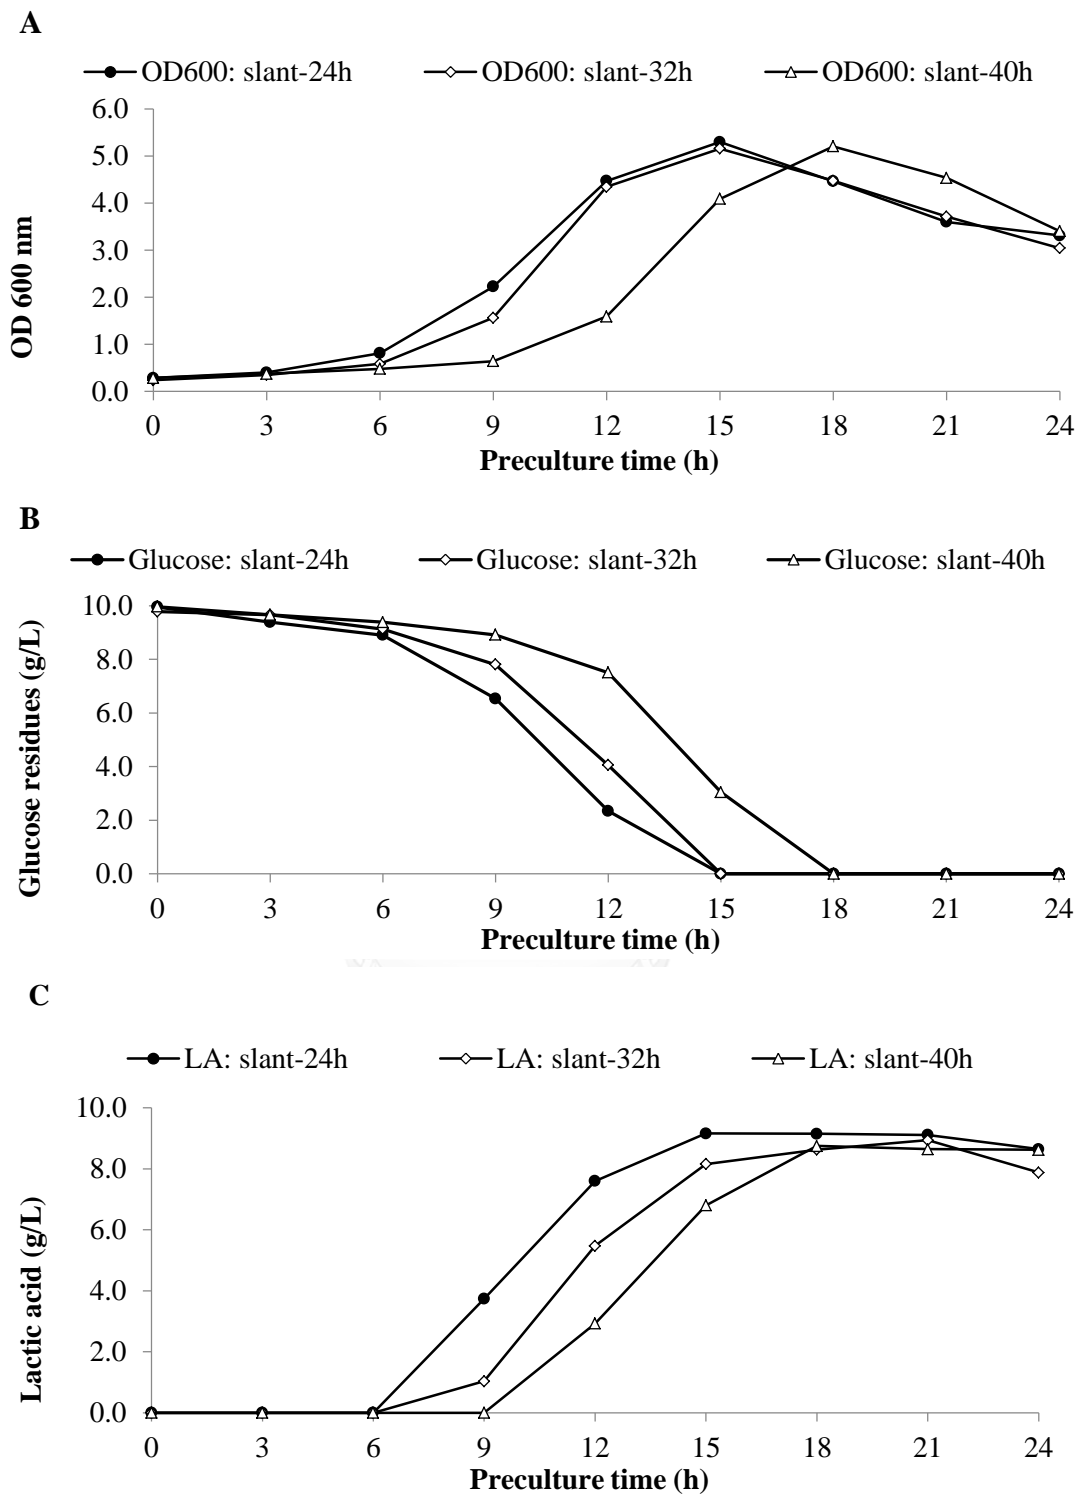 A
OD600: slant-24h OD600: slant-32h OD600: slant-40h
6.0
5.0
4.0
3.0
2.0
1.0
0.0
OD 600 nm
0 3 6 9 12 15 18 21 24
Preculture time (h)
B
Glucose: slant-24h Glucose: slant-32h Glucose: slant-40h
10.0
8.0
6.0
4.0
2.0
0.0
Glucose residues (g/L)
0 3 6 9 12 15 18 21 24
Preculture time (h)
C
LA: slant-24h LA: slant-32h LA: slant-40h
10.0
8.0
6.0
4.0
2.0
0.0
Lactic acid (g/L)
0 3 6 9 12 15 18 21 24
Preculture time (h)